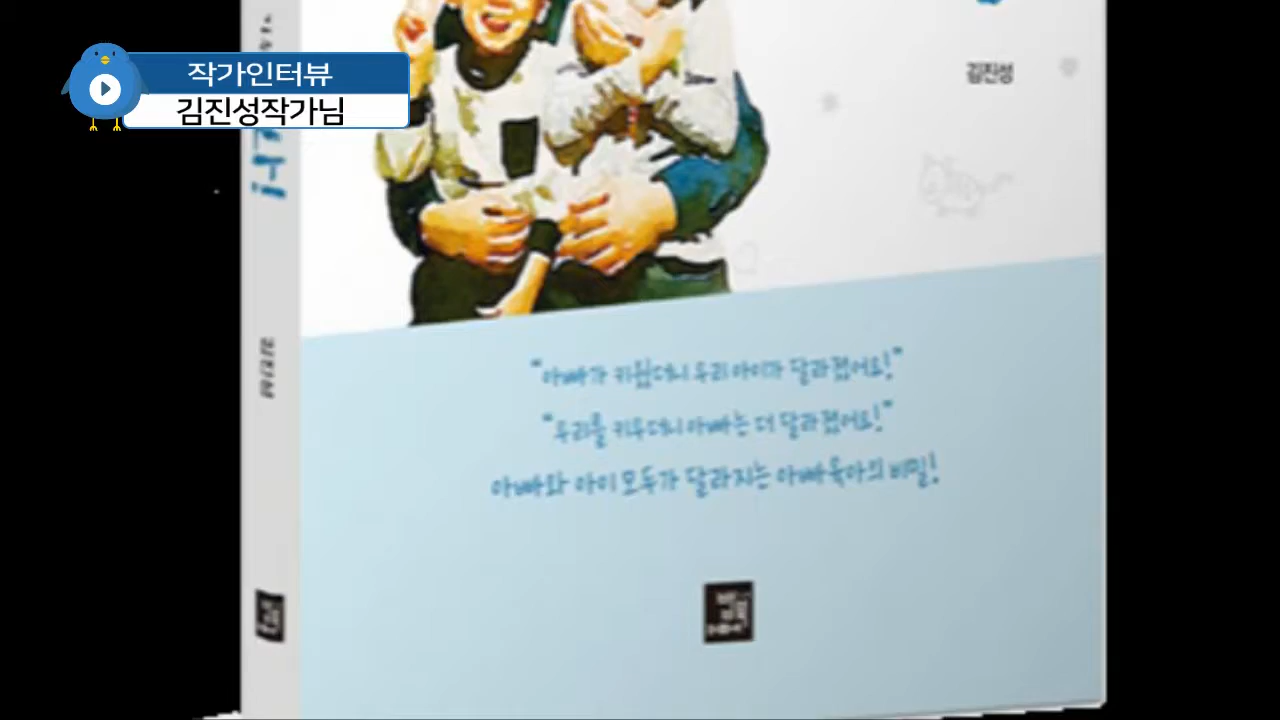 작가인터뷰
김진성작가님
김진성
"아빠가 키웠더니 우리 아이가 달라졌어요!"
"우리를 키우더니 아빠는 더 달라졌어요!"
아빠와 아이 모두가 달라지는 아빠육아의 비밀!
김진성